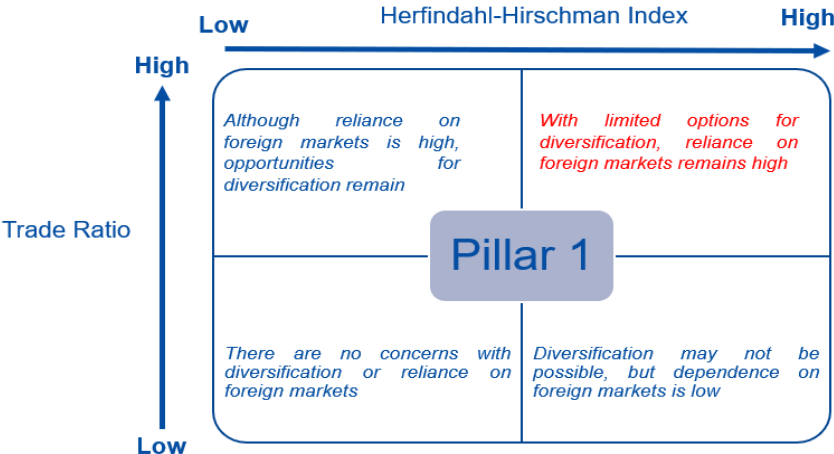 Herfindahl-Hirschman Index
Low
High
High
Although reliance on
foreign markets is high,
opportunities for
diversification remain
With limited options for
diversification, reliance on
foreign markets remains high
Trade Ratio
Pillar 1
There are no concerns with
diversification or reliance on
foreign markets
Diversification may not be
possible, but dependence on
foreign markets is low
Low